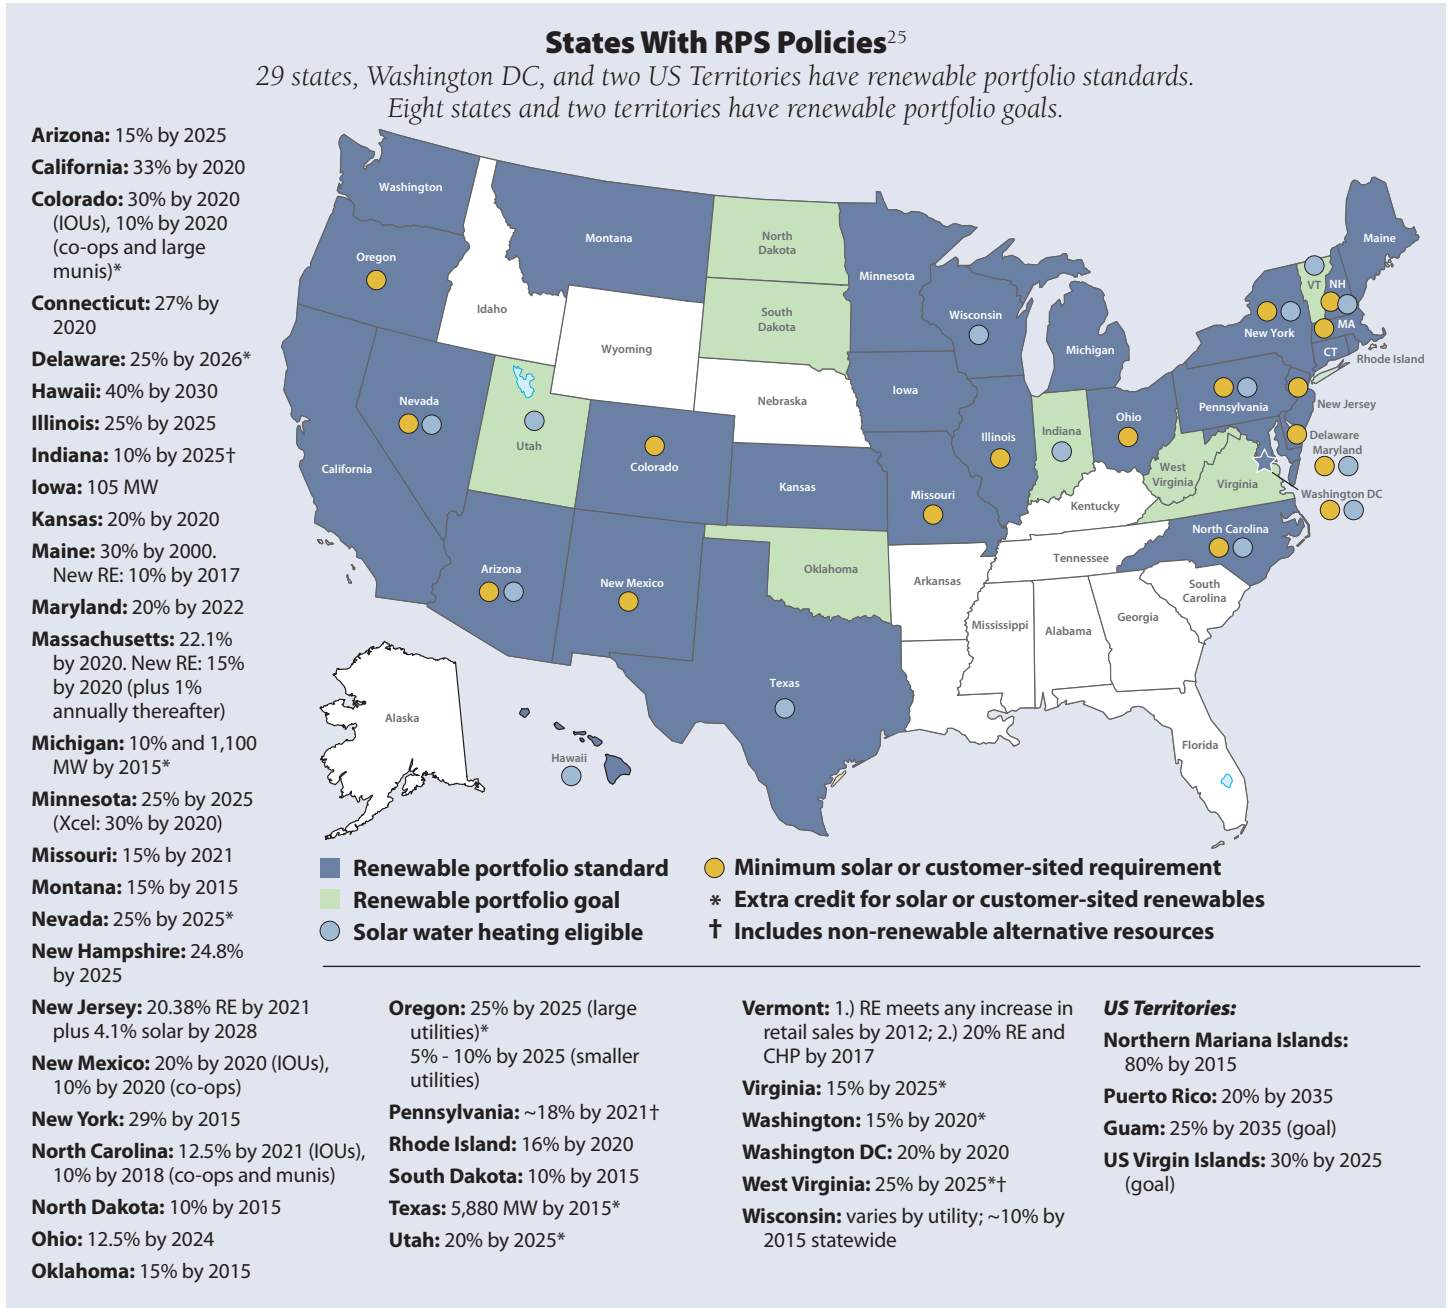 States With RPS Policies25
29 states, Washington DC, and two US Territories have renewable portfolio standards.
Eight states and two territories have renewable portfolio goals.
Arizona: 15% by 2025
California: 33% by 2020
Colorado: 30% by 2020
(IOUs), 10% by 2020
(co-ops and large
munis)*
Connecticut: 27% by
2020
Delaware: 25% by 2026*
Hawaii: 40% by 2030
Illinois: 25% by 2025
Indiana: 10% by 2025†
Iowa: 105 MW
Kansas: 20% by 2020
Maine: 30% by 2000.
New RE: 10% by 2017
Maryland: 20% by 2022
Massachusetts: 22.1%
by 2020. New RE: 15%
by 2020 (plus 1%
annually thereafter)
Michigan: 10% and 1,100
MW by 2015*
Minnesota: 25% by 2025
(Xcel: 30% by 2020)
Missouri: 15% by 2021
Montana: 15% by 2015
Nevada: 25% by 2025*
New Hampshire: 24.8%
by 2025
New Jersey: 20.38% RE by 2021
plus 4.1% solar by 2028
New Mexico: 20% by 2020 (IOUs),
10% by 2020 (co-ops)
New York: 29% by 2015
North Carolina: 12.5% by 2021 (IOUs),
10% by 2018 (co-ops and munis)
North Dakota: 10% by 2015
Ohio: 12.5% by 2024
Oklahoma: 15% by 2015
Washington
Oregon
Montana
Idaho
Wyoming
North
Dakota
South
Dakota
Minnesota
Wisconsin
Michigan
Nebraska
Iowa
Nevada
Utah
Colorado
California
Kansas
Illinois
Indiana
Ohio
Missouri
Kentucky
West
Virginia
Virginia
Pennsylvania
New York
VT
NH
Maine
MA
CT
Rhode Island
New Jersey
Delaware
Maryland
Washington DC
North Carolina
Tennessee
South
Carolina
Arizona
New Mexico
Oklahoma
Arkansas
Mississippi
Alabama
Georgia
Texas
Florida
Alaska
Hawaii
Renewable portfolio standard
Renewable portfolio goal
Solar water heating eligible
Minimum solar or customer-sited requirement
* Extra credit for solar or customer-sited renewables
† Includes non-renewable alternative resources
Oregon: 25% by 2025 (large
utilities)*
5% - 10% by 2025 (smaller
utilities)
Pennsylvania: ~18% by 2021†
Rhode Island: 16% by 2020
South Dakota: 10% by 2015
Texas: 5,880 MW by 2015*
Utah: 20% by 2025*
Vermont: 1.) RE meets any increase in
retail sales by 2012; 2.) 20% RE and
CHP by 2017
Virginia: 15% by 2025*
Washington: 15% by 2020*
Washington DC: 20% by 2020
West Virginia: 25% by 2025*†
Wisconsin: varies by utility; ~10% by
2015 statewide
US Territories:
Northern Mariana Islands:
80% by 2015
Puerto Rico: 20% by 2035
Guam: 25% by 2035 (goal)
US Virgin Islands: 30% by 2025
(goal)